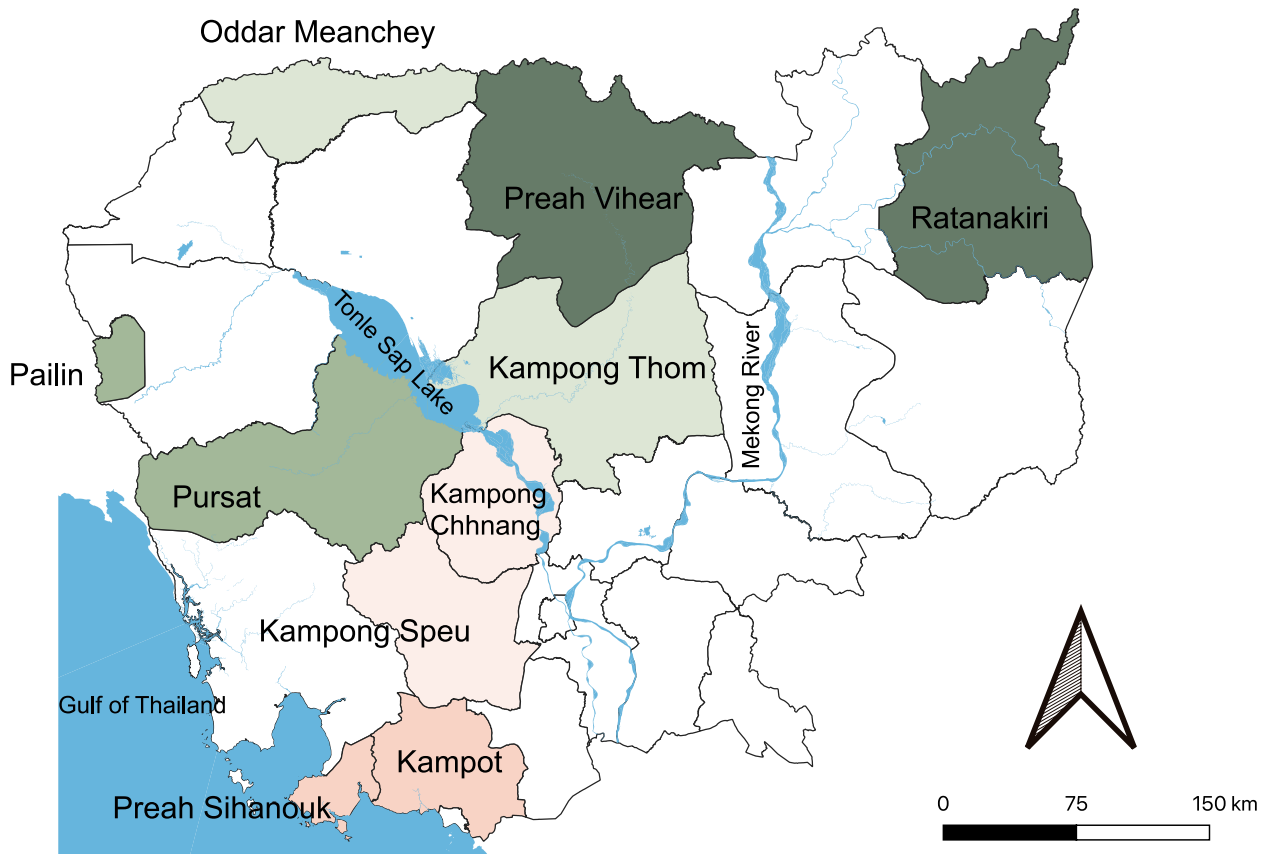 Oddar Meanchey
Preah Vihear
Ratanakiri
Tonle Sap Lake
Mekong River
Pailin
Kampong Thom
Pursat
Kampong
Chhnang
Kampong Speu
Gulf of Thailand
Kampot
Preah Sihanouk
0 75 150 km